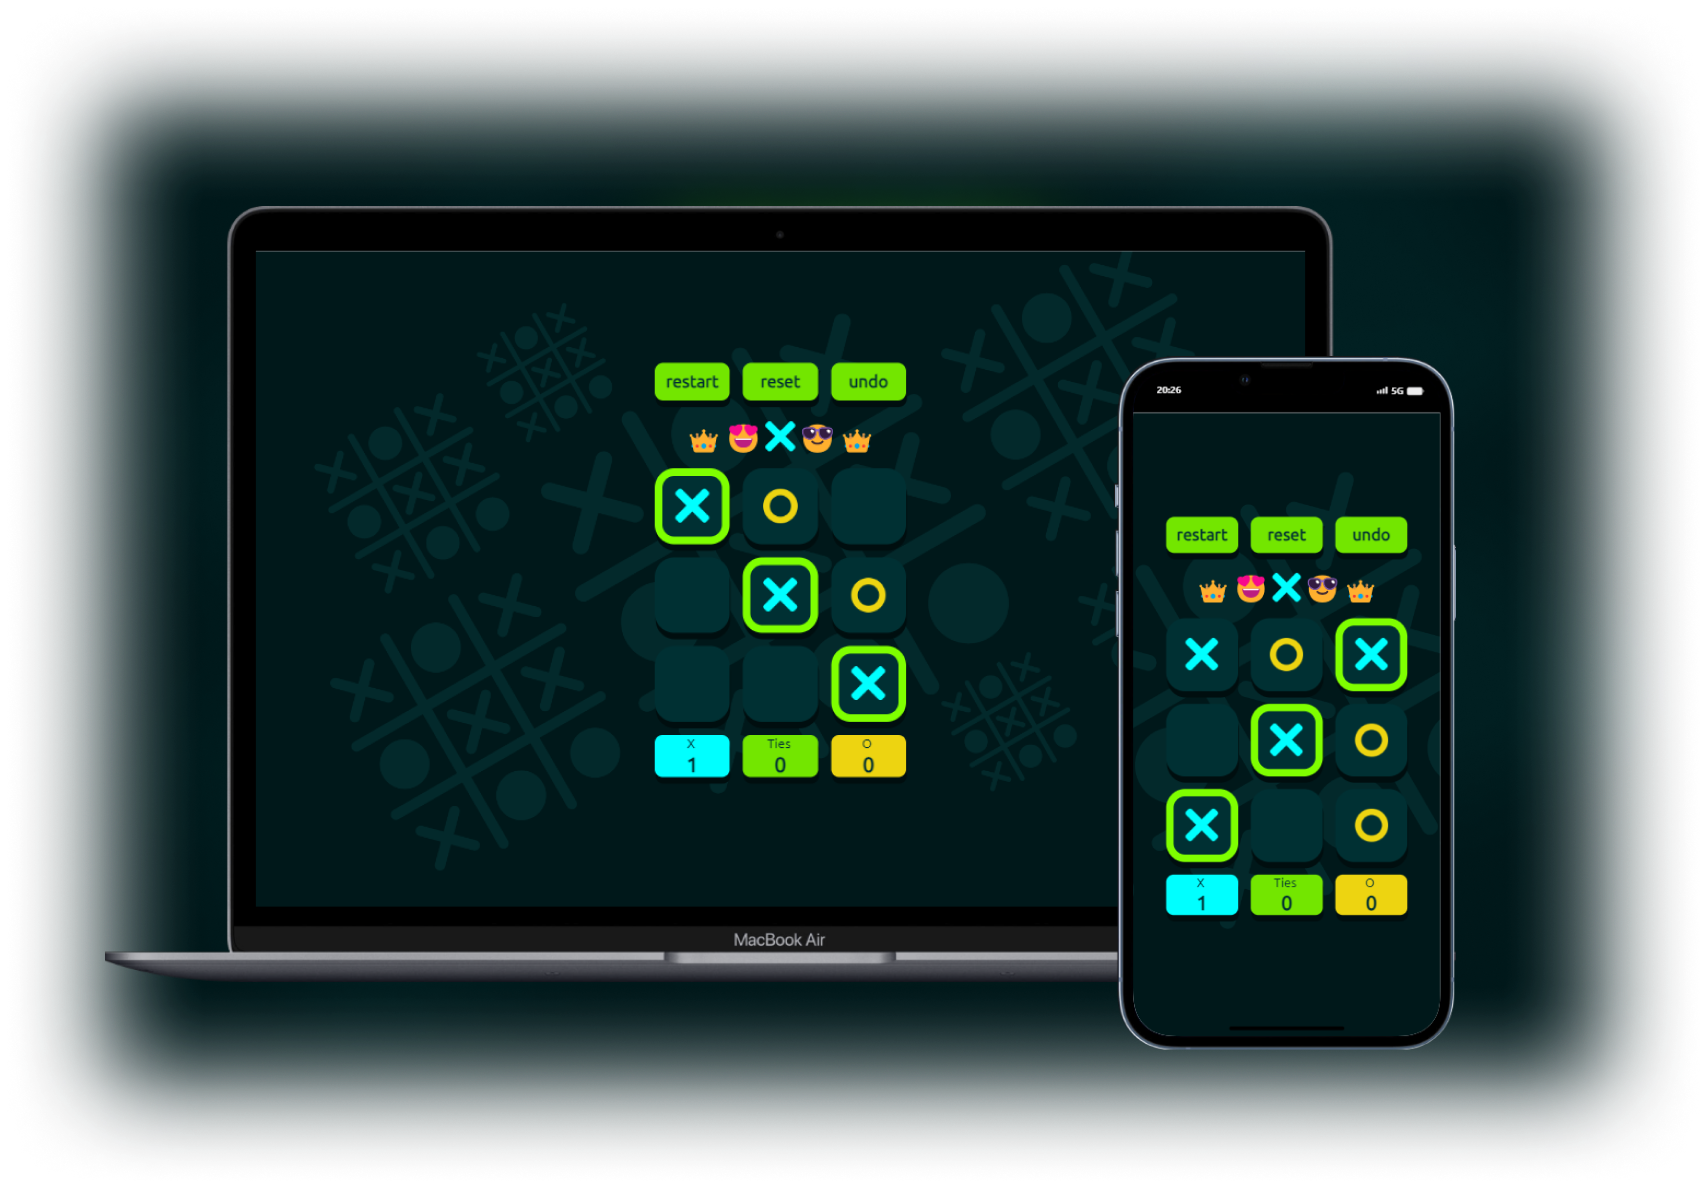 restart reset undo
X Ties O
1 0 0
MacBook Air
20:26 5G
restart reset undo
X Ties O
1 0 0